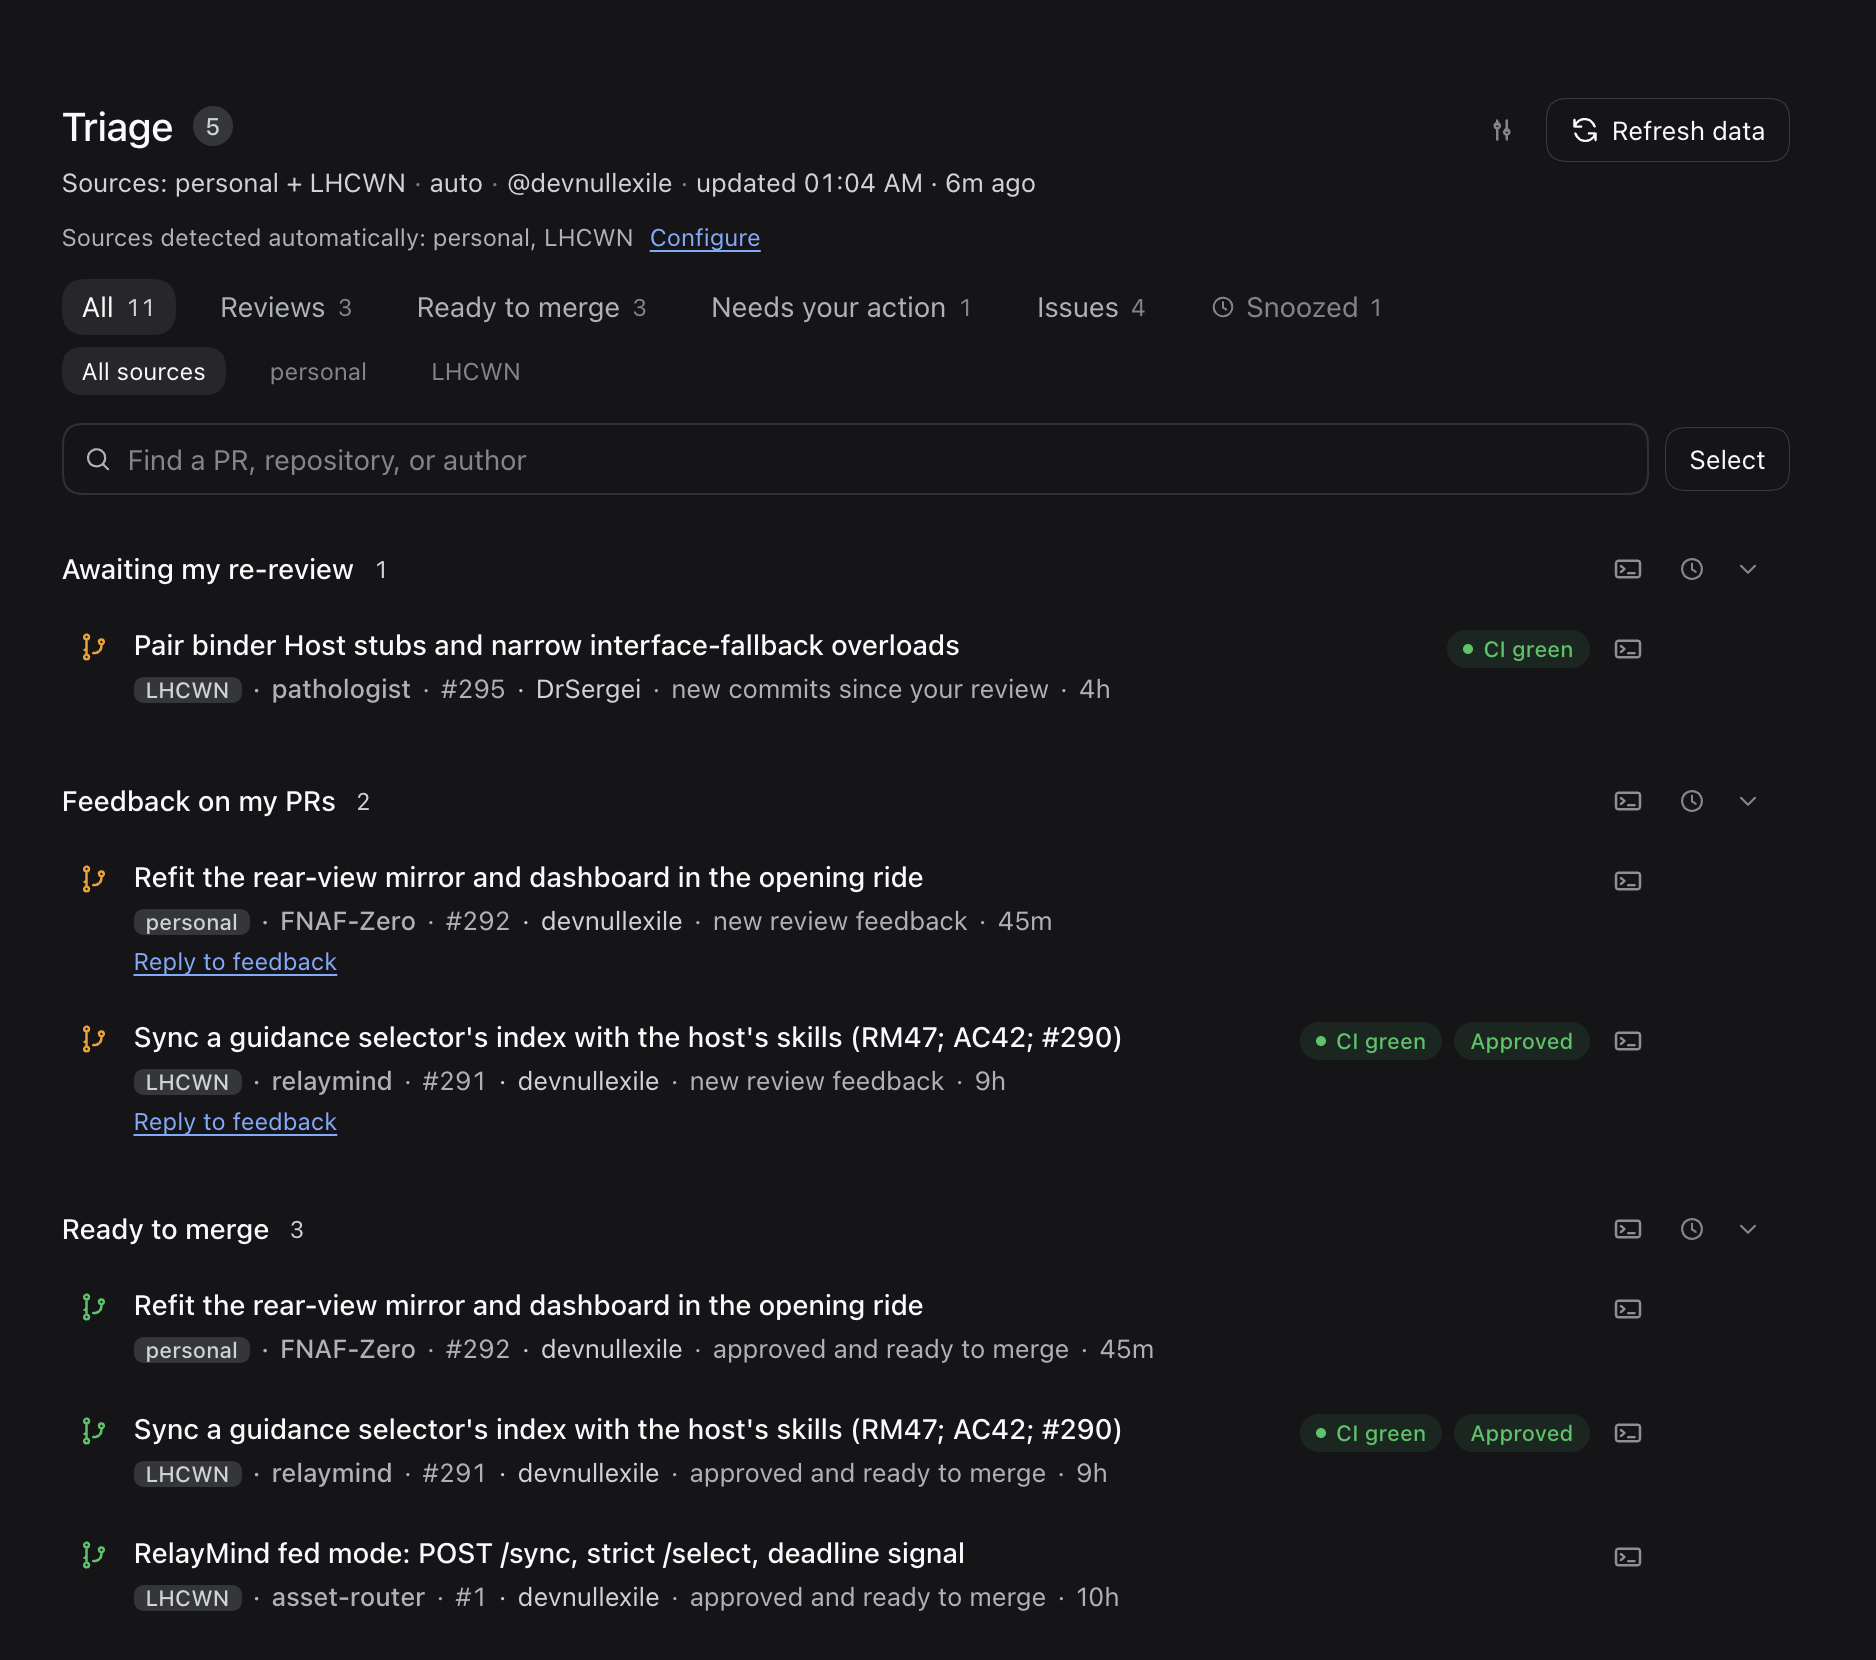 Triage 5
Refresh data
Sources: personal + LHCWN · auto · @devnullexile · updated 01:04 AM · 6m ago
Sources detected automatically: personal, LHCWN Configure
All 11 Reviews 3 Ready to merge 3 Needs your action 1 Issues 4 Snoozed 1
All sources personal LHCWN
Find a PR, repository, or author
Select
Awaiting my re-review 1
Pair binder Host stubs and narrow interface-fallback overloads
CI green
LHCWN · pathologist · #295 · DrSergei · new commits since your review · 4h
Feedback on my PRs 2
Refit the rear-view mirror and dashboard in the opening ride
personal · FNAF-Zero · #292 · devnullexile · new review feedback · 45m
Reply to feedback
Sync a guidance selector's index with the host's skills (RM47; AC42; #290)
CI green Approved
LHCWN · relaymind · #291 · devnullexile · new review feedback · 9h
Reply to feedback
Ready to merge 3
Refit the rear-view mirror and dashboard in the opening ride
personal · FNAF-Zero · #292 · devnullexile · approved and ready to merge · 45m
Sync a guidance selector's index with the host's skills (RM47; AC42; #290)
CI green Approved
LHCWN · relaymind · #291 · devnullexile · approved and ready to merge · 9h
RelayMind fed mode: POST /sync, strict /select, deadline signal
LHCWN · asset-router · #1 · devnullexile · approved and ready to merge · 10h